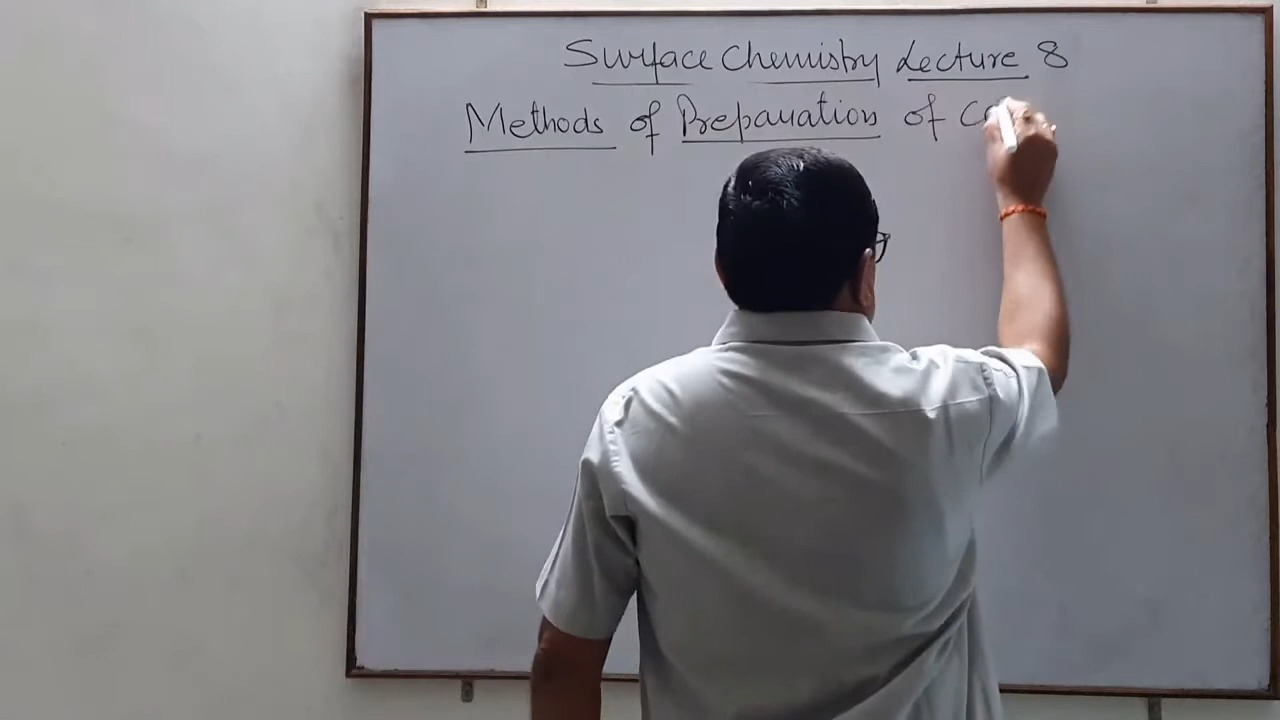 Surface Chemistry Lecture 8
Methods of Preparation of